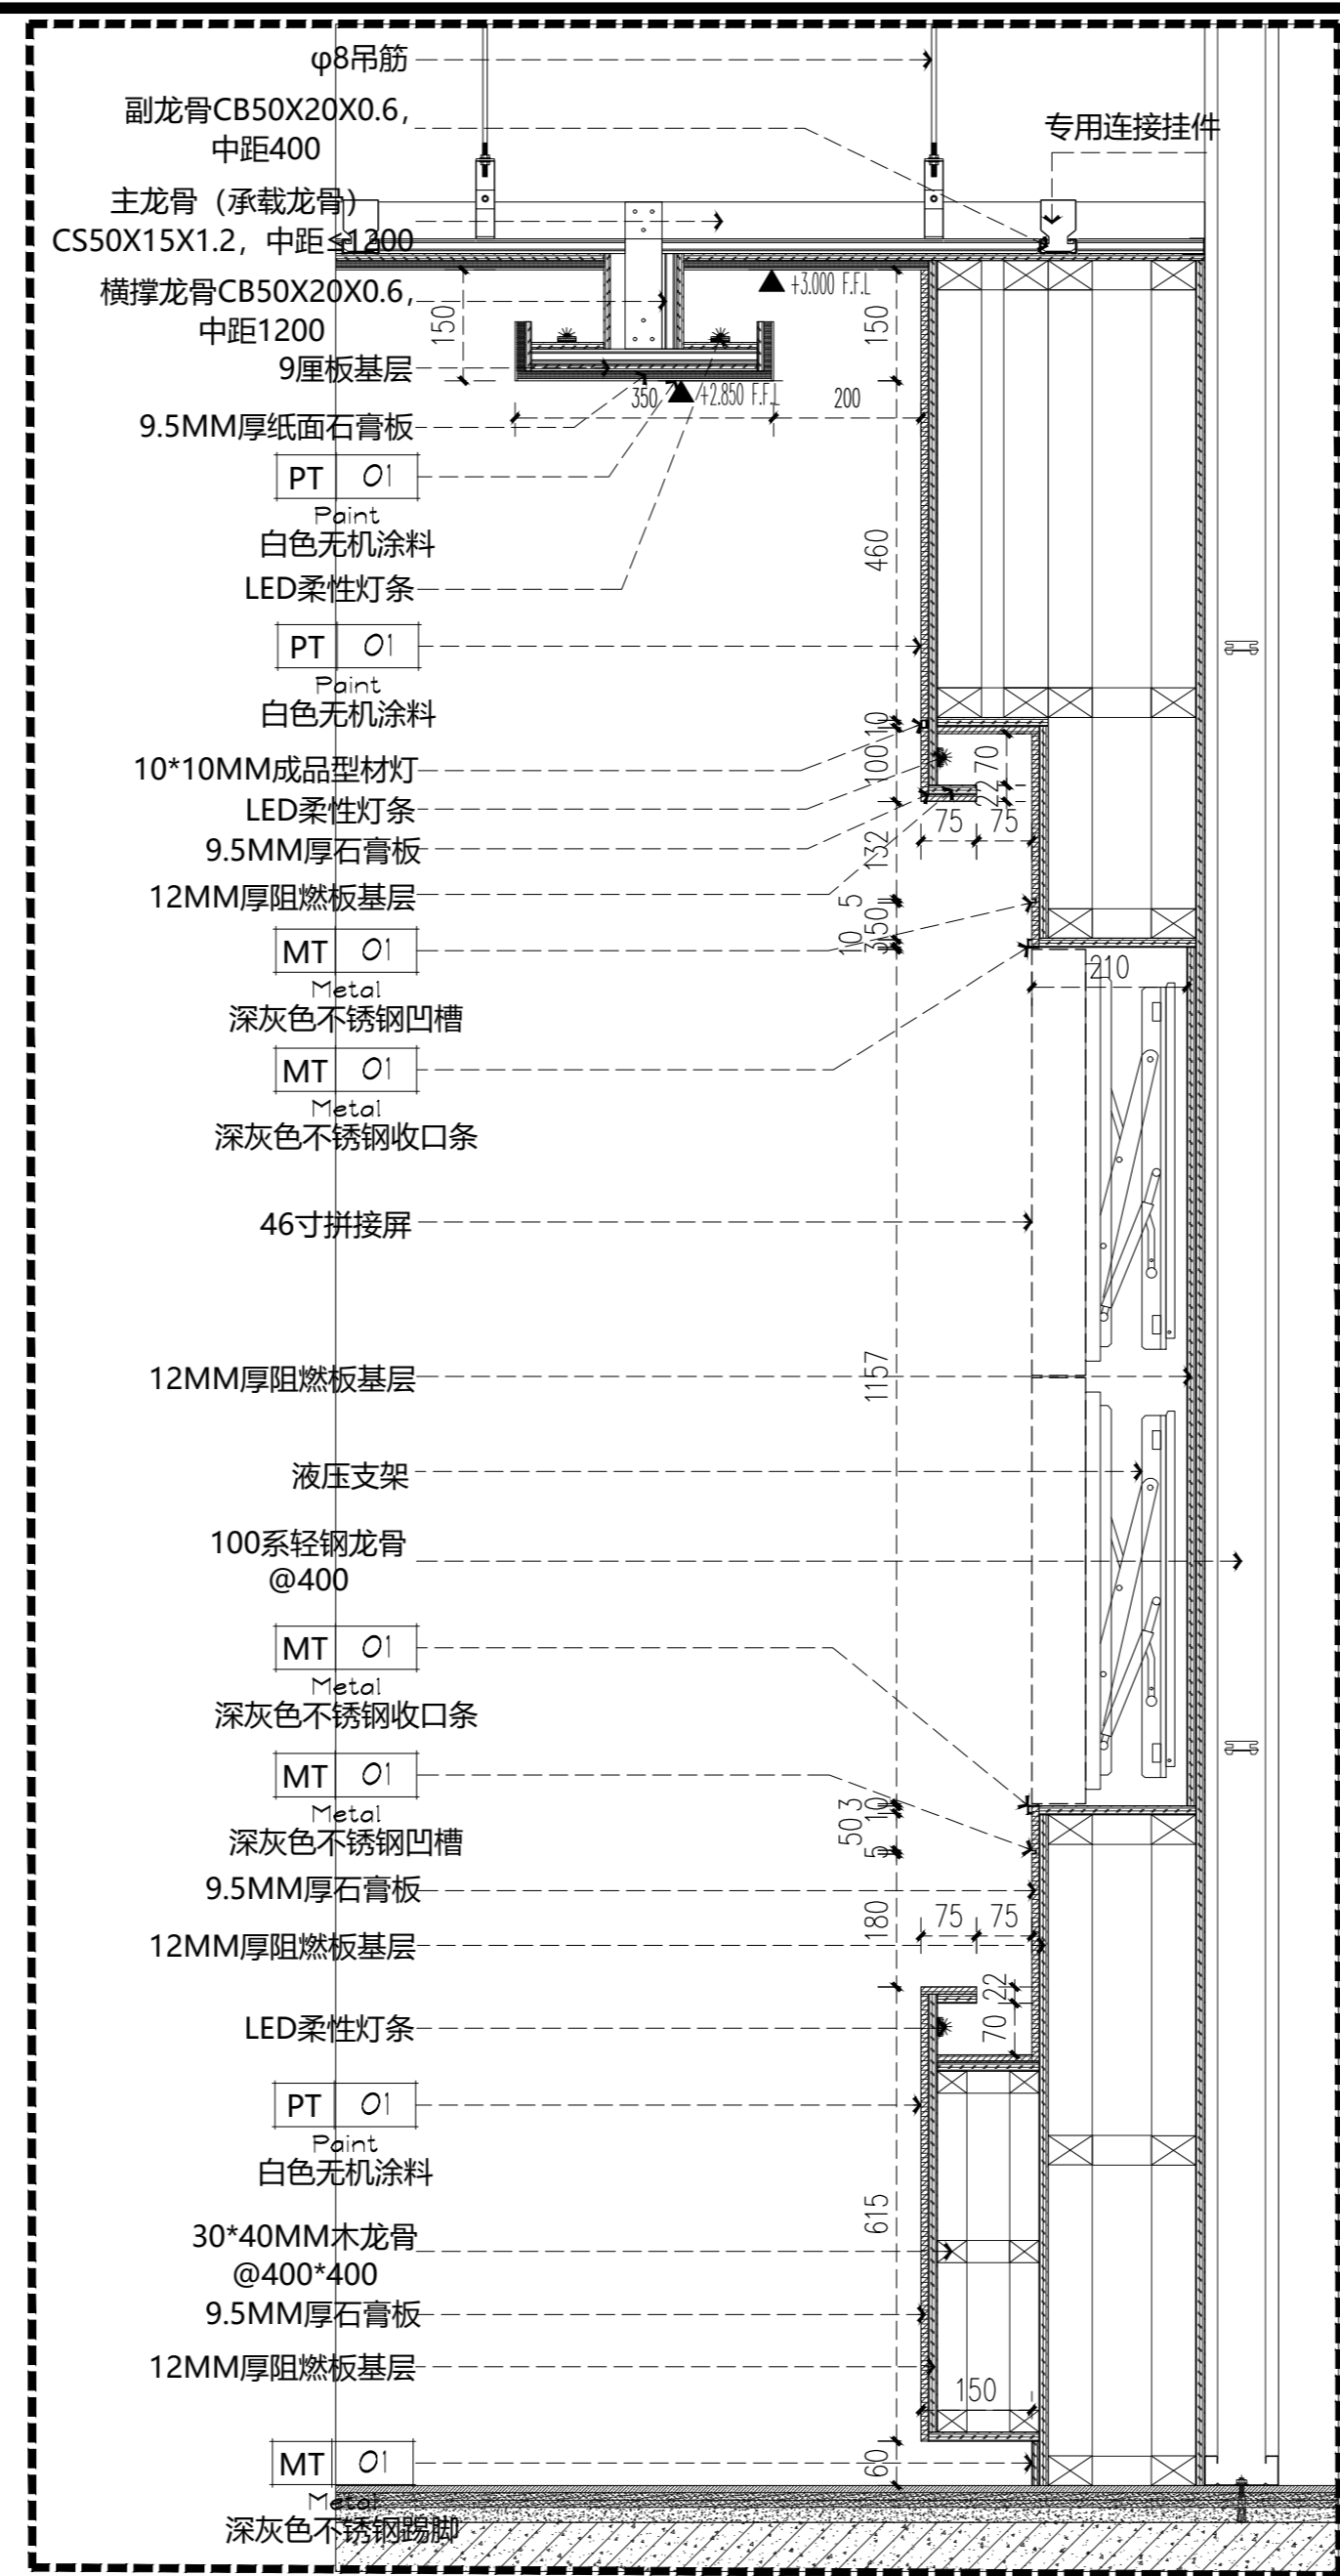 φ8吊筋
副龙骨CB50X20X0.6,
中距400
专用连接挂件
主龙骨（承载龙骨）
CS50X15X1.2，中距≤1200
横撑龙骨CB50X20X0.6,
中距1200
+3.000 F.F.L
150
150
9厘板基层
350
+2.850 F.F.L
200
9.5MM厚纸面石膏板
PT 01
Paint
白色无机涂料
460
LED柔性灯条
PT 01
Paint
白色无机涂料
10
10*10MM成品型材灯
100
70
LED柔性灯条
22
75
75
9.5MM厚石膏板
132
12MM厚阻燃板基层
5
50
MT 01
10
3
Metal
210
深灰色不锈钢凹槽
MT 01
Metal
深灰色不锈钢收口条
46寸拼接屏
12MM厚阻燃板基层
1157
液压支架
100系轻钢龙骨
@400
MT 01
Metal
深灰色不锈钢收口条
MT 01
Metal
3
10
50
深灰色不锈钢凹槽
5
9.5MM厚石膏板
180
75
75
12MM厚阻燃板基层
22
LED柔性灯条
70
PT 01
Paint
白色无机涂料
615
30*40MM木龙骨
@400*400
9.5MM厚石膏板
12MM厚阻燃板基层
150
MT 01
60
Metal
深灰色不锈钢踢脚